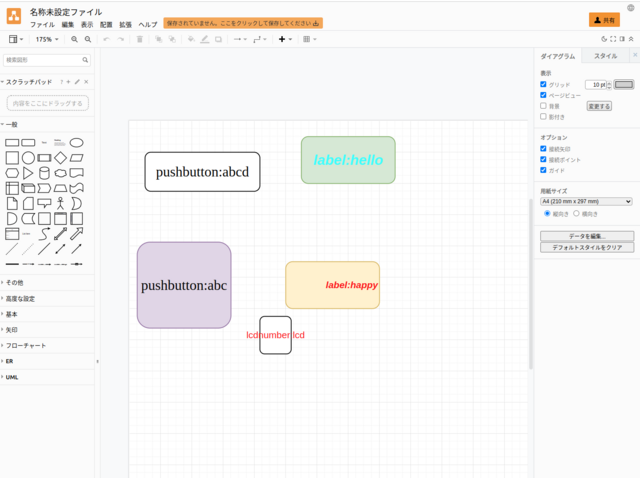 名称未設定ファイル
ファイル 編集 表示 配置 拡張 ヘルプ
保存されていません。ここをクリックして保存してください
共有
175%
検索図形
スクラッチパッド
内容をここにドラッグする
一般
その他
高度な設定
基本
矢印
フローチャート
ER
UML
pushbutton:abcd
label:hello
pushbutton:abc
label:happy
lcdnumber:lcd
ダイアグラム スタイル
表示
グリッド 10 pt
ページビュー
背景 変更する
影付き
オプション
接続矢印
接続ポイント
ガイド
用紙サイズ
A4 (210 mm x 297 mm)
縦向き 横向き
データを編集...
デフォルトスタイルをクリア